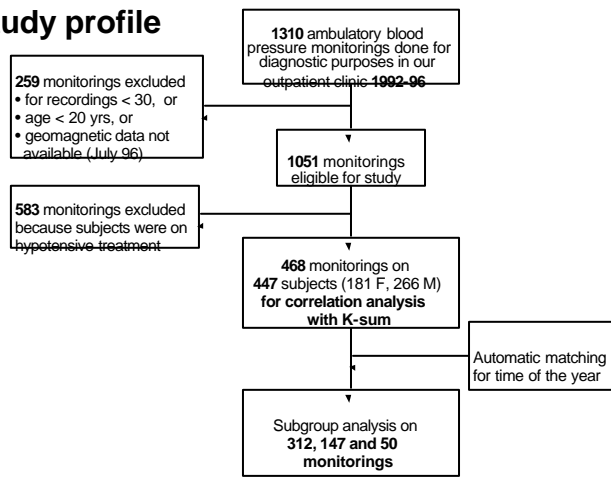 udy profile
1310 ambulatory blood
pressure monitorings done for
diagnostic purposes in our
outpatient clinic 1992-96
259 monitorings excluded
• for recordings < 30, or
• age < 20 yrs, or
• geomagnetic data not
available (July 96)
1051 monitorings
eligible for study
583 monitorings excluded
because subjects were on
hypotensive treatment
468 monitorings on
447 subjects (181 F, 266 M)
for correlation analysis
with K-sum
Automatic matching
for time of the year
Subgroup analysis on
312, 147 and 50
monitorings